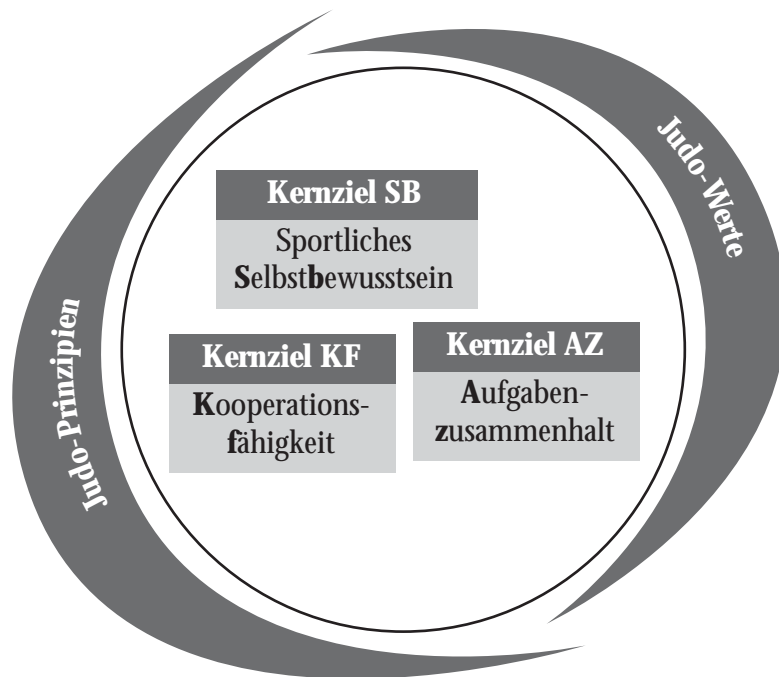 Judo-Werte
Kernziel SB
Sportliches
Selbstbewusstsein
Judo-Prinzipien
Kernziel KF
Kooperations-
fähigkeit
Kernziel AZ
Aufgaben-
zusammenhalt